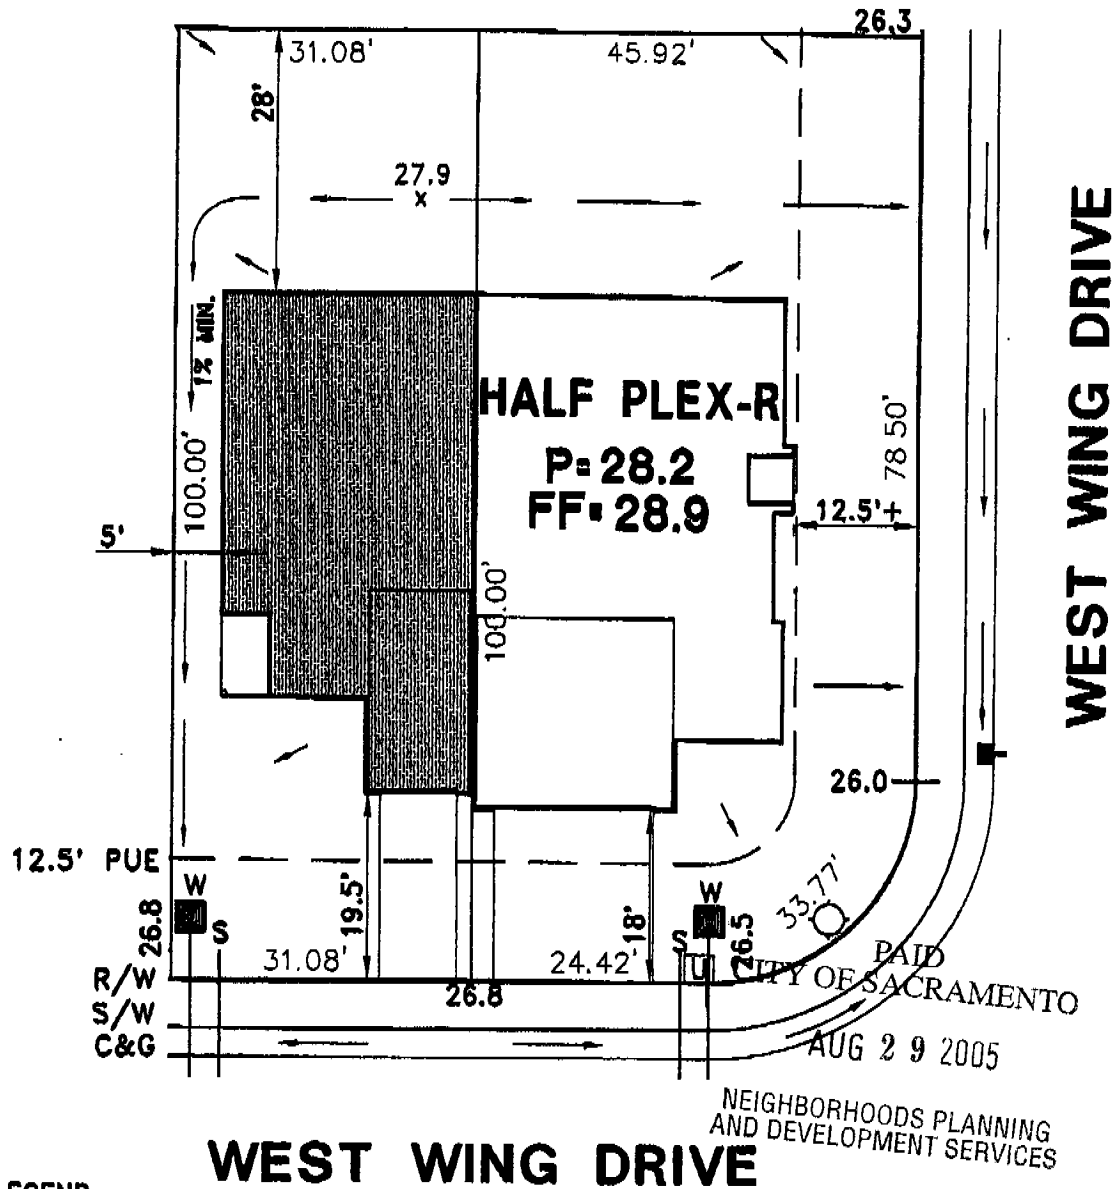 26.3
31.08'
45.92'
28'
27.9
x
1% MIN.
WEST WING DRIVE
HALF PLEX-R
P=28.2
FF=28.9
100.00'
78 50'
12.5'+
5'
100.00'
26.0
12.5' PUE
W
S
26.8
19.5'
18'
W
S
26.5
33.77'
31.08'
24.42'
U
R/W
26.8
S/W
C&G
PAID
CITY OF SACRAMENTO
AUG 29 2005
NEIGHBORHOODS PLANNING
AND DEVELOPMENT SERVICES
WEST WING DRIVE